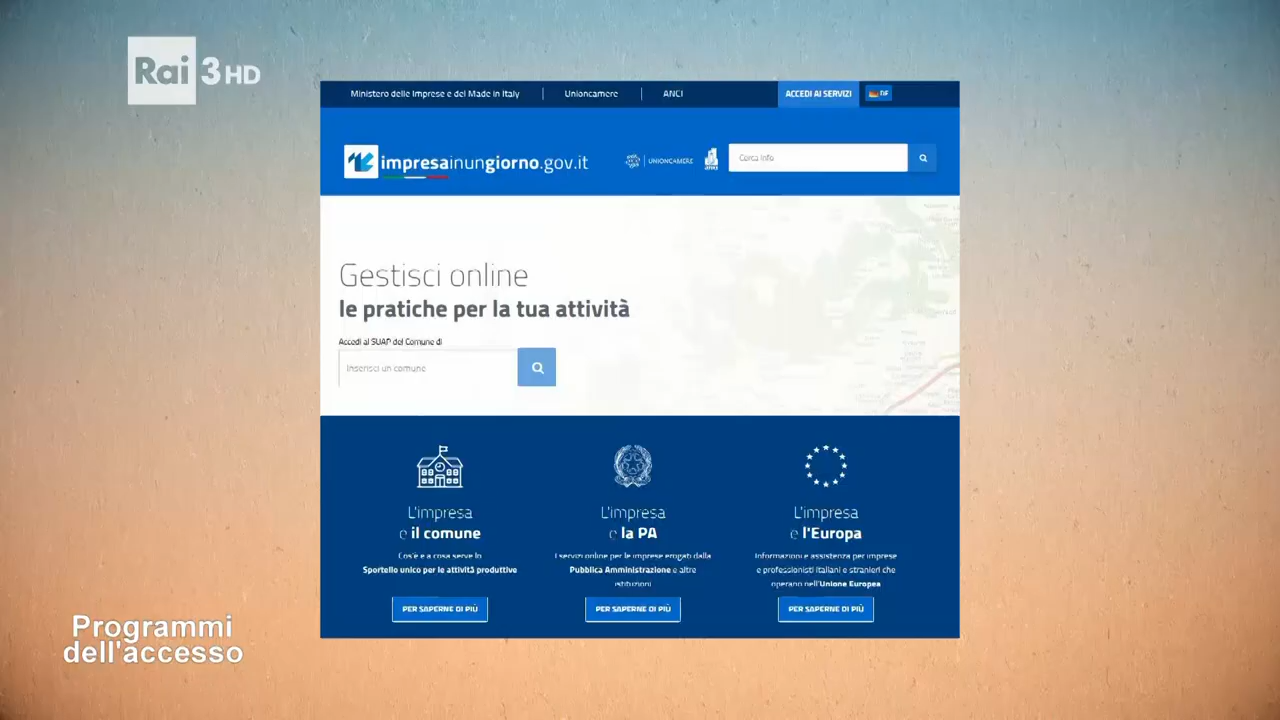 Rai 3 HD
Ministero delle Imprese e del Made in Italy
Unioncamere
ANCI
ACCEDI AI SERVIZI
DE
impresainungiorno.gov.it
UNIONCAMERE
Cerca info
Gestisci online
le pratiche per la tua attività
Accedi al SUAP del Comune di
Inserisci un comune
L'impresa
e il comune
Cos'è e a cosa serve lo
Sportello unico per le attività produttive
PER SAPERNE DI PIÙ
L'impresa
e la PA
I servizi online per le imprese erogati dalla
Pubblica Amministrazione e altre
istituzioni
PER SAPERNE DI PIÙ
L'impresa
e l'Europa
Informazioni e assistenza per imprese
e professionisti italiani o stranieri che
operano nell'Unione Europea
PER SAPERNE DI PIÙ
Programmi
dell'accesso